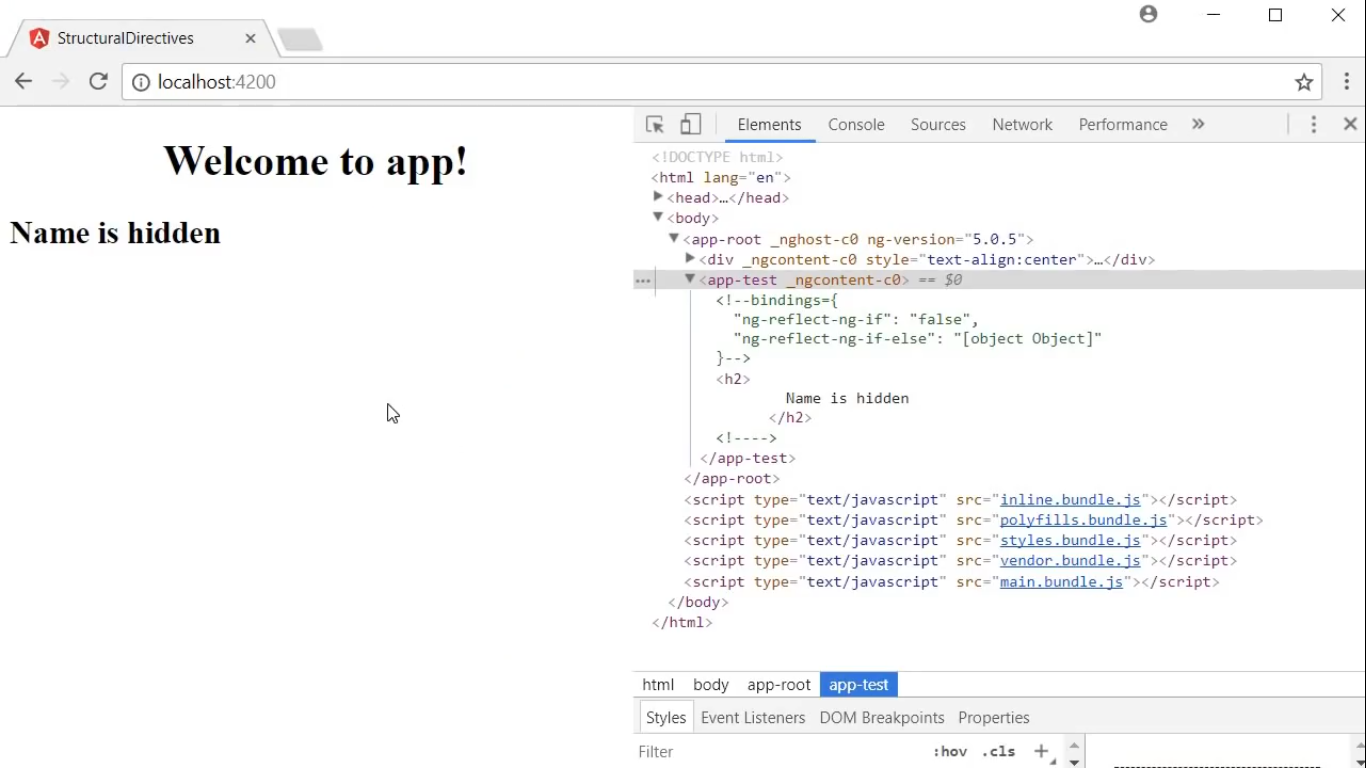 StructuralDirectives
localhost:4200
Welcome to app!
Name is hidden
Elements Console Sources Network Performance »
<!DOCTYPE html>
<html lang="en">
<head>…</head>
<body>
<app-root _nghost-c0 ng-version="5.0.5">
<div _ngcontent-c0 style="text-align:center">…</div>
<app-test _ngcontent-c0> == $0
<!--bindings={
"ng-reflect-ng-if": "false",
"ng-reflect-ng-if-else": "[object Object]"
}-->
<h2>
Name is hidden
</h2>
<!---->
</app-test>
</app-root>
<script type="text/javascript" src="inline.bundle.js"></script>
<script type="text/javascript" src="polyfills.bundle.js"></script>
<script type="text/javascript" src="styles.bundle.js"></script>
<script type="text/javascript" src="vendor.bundle.js"></script>
<script type="text/javascript" src="main.bundle.js"></script>
</body>
</html>
html body app-root app-test
Styles Event Listeners DOM Breakpoints Properties
Filter :hov .cls +